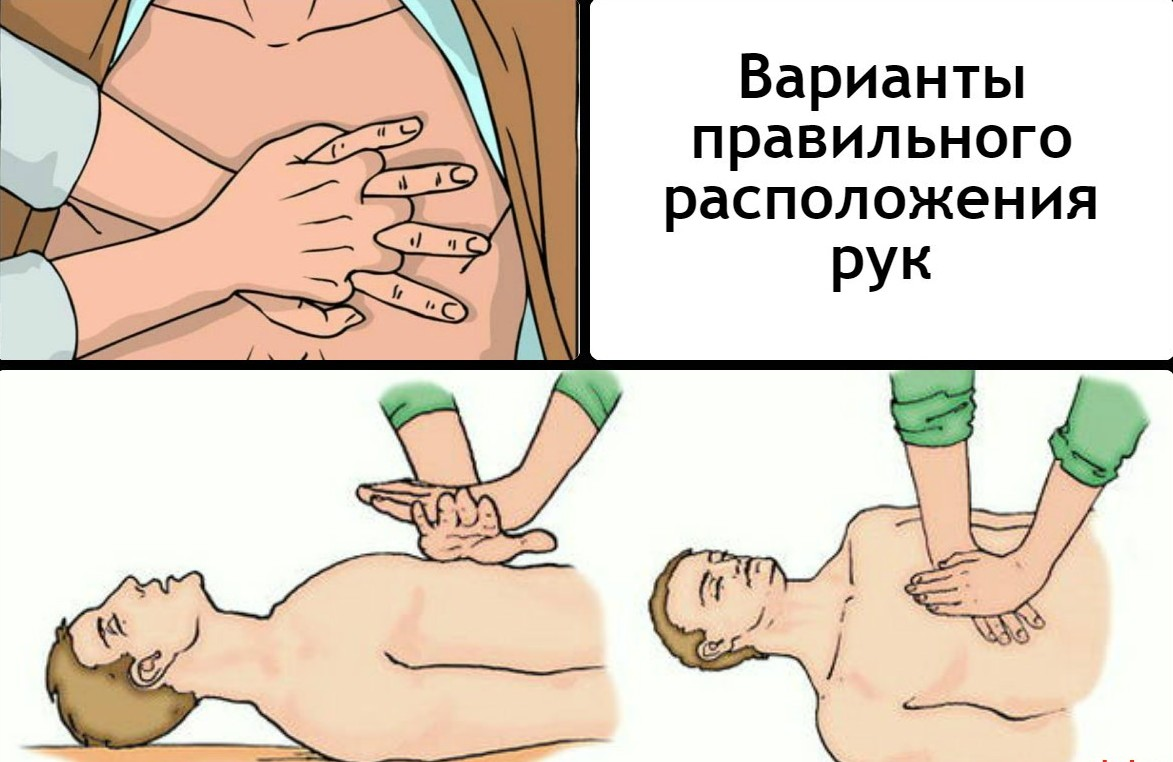 Варианты
правильного
расположения
рук